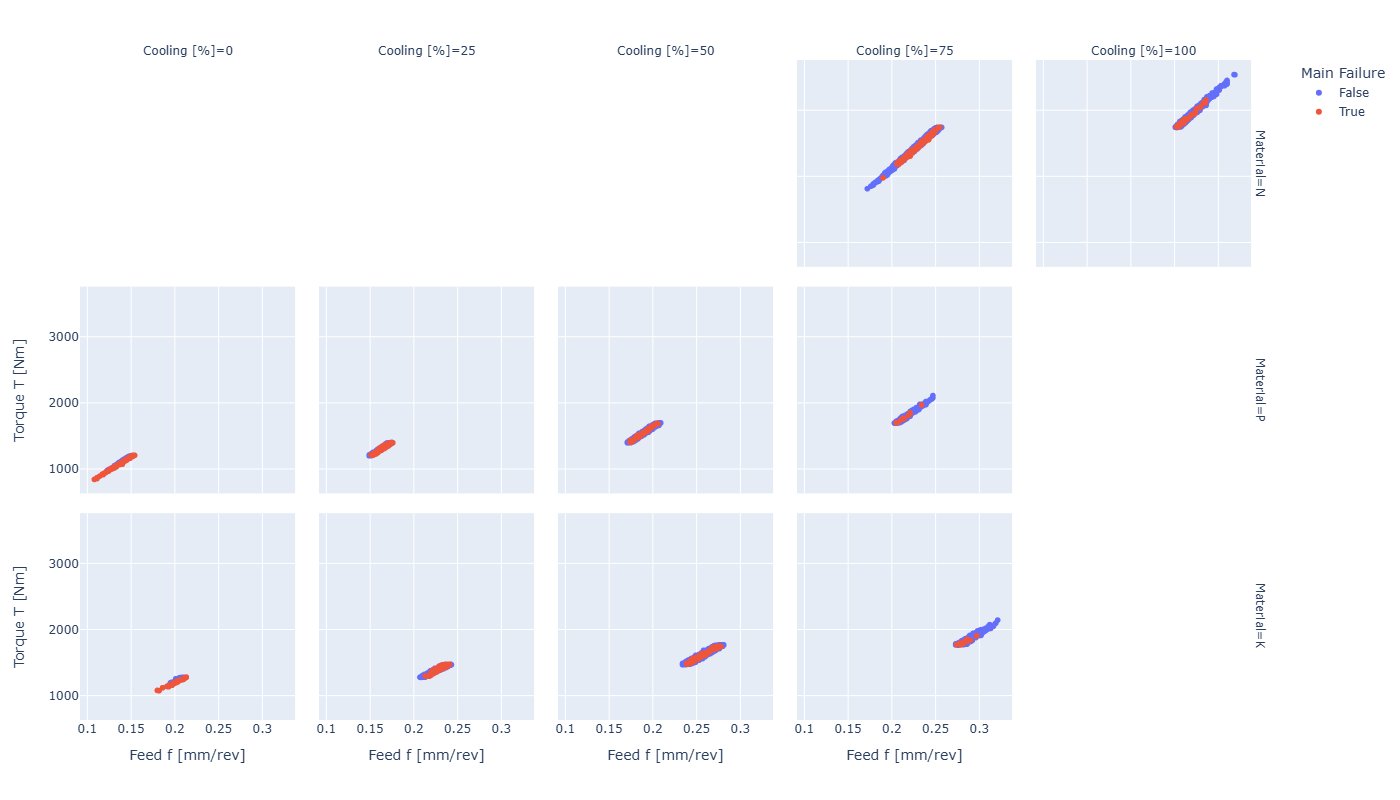 Cooling [%]=0
Cooling [%]=25
Cooling [%]=50
Cooling [%]=75
Cooling [%]=100
Main Failure
False
True
Material=N
3000
2000
1000
Torque T [Nm]
Material=P
3000
2000
1000
Torque T [Nm]
Material=K
0.1 0.15 0.2 0.25 0.3
0.1 0.15 0.2 0.25 0.3
0.1 0.15 0.2 0.25 0.3
0.1 0.15 0.2 0.25 0.3
Feed f [mm/rev]
Feed f [mm/rev]
Feed f [mm/rev]
Feed f [mm/rev]